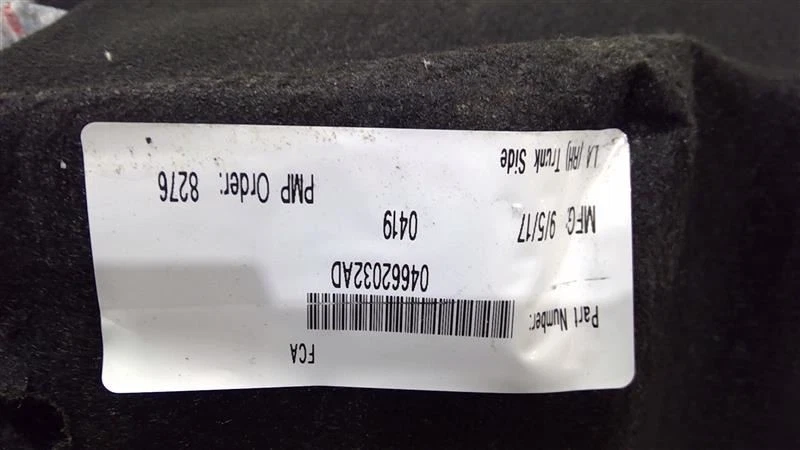 FCA
Part Number:
04662032AD
MFG: 9/5/17 0419
LA (RH) Trunk Side
PMP Order: 8276